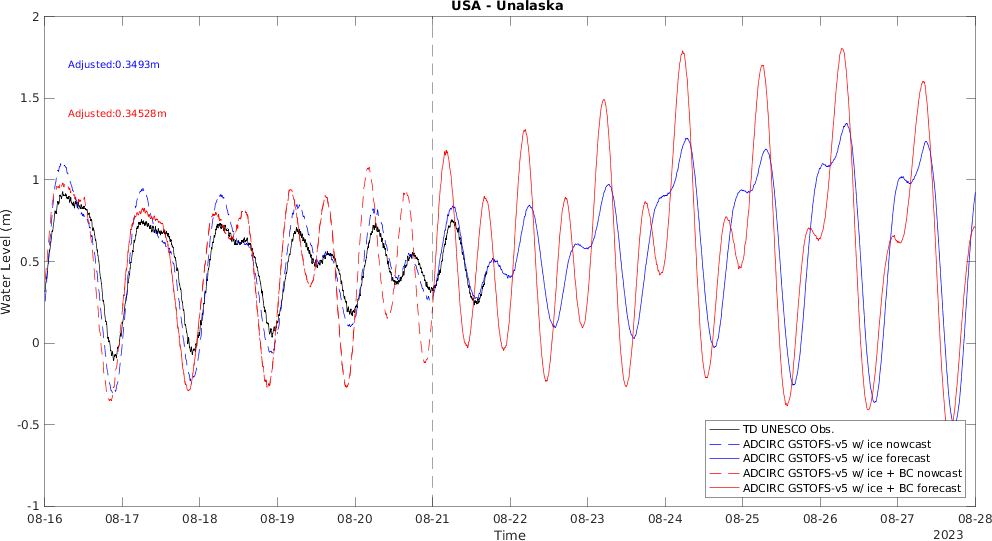 USA - Unalaska
2
1.5
1
0.5
0
-0.5
-1
Water Level (m)
Adjusted:0.3493m
Adjusted:0.34528m
TD UNESCO Obs.
ADCIRC GSTOFS-v5 w/ ice nowcast
ADCIRC GSTOFS-v5 w/ ice forecast
ADCIRC GSTOFS-v5 w/ ice + BC nowcast
ADCIRC GSTOFS-v5 w/ ice + BC forecast
08-16 08-17 08-18 08-19 08-20 08-21 08-22 08-23 08-24 08-25 08-26 08-27 08-28
Time
2023